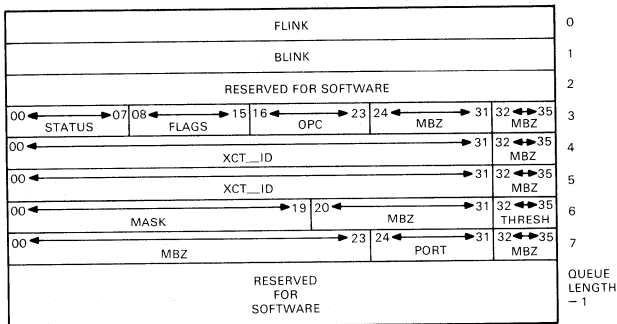 FLINK 0
BLINK 1
RESERVED FOR SOFTWARE 2
00 07 08 15 16 23 24 31 32 35 3
STATUS FLAGS OPC MBZ MBZ
00 31 32 35 4
XCT__ID MBZ
00 31 32 35 5
XCT__ID MBZ
00 19 20 31 32 35 6
MASK MBZ THRESH
00 23 24 31 32 35 7
MBZ PORT MBZ
RESERVED
FOR
SOFTWARE
QUEUE
LENGTH
– 1